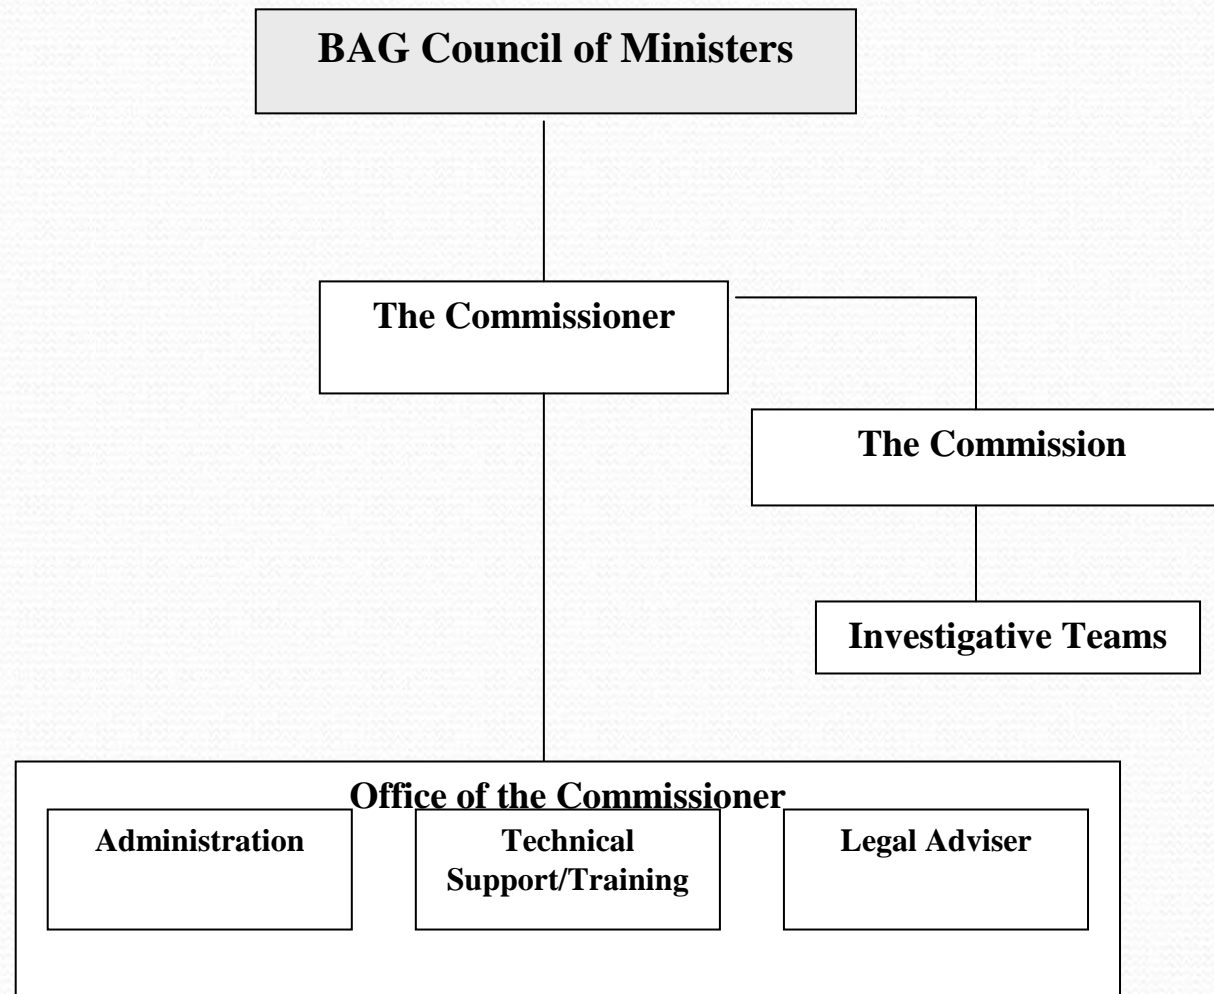 BAG Council of Ministers
The Commissioner
The Commission
Investigative Teams
Office of the Commissioner
Administration
Technical
Support/Training
Legal Adviser